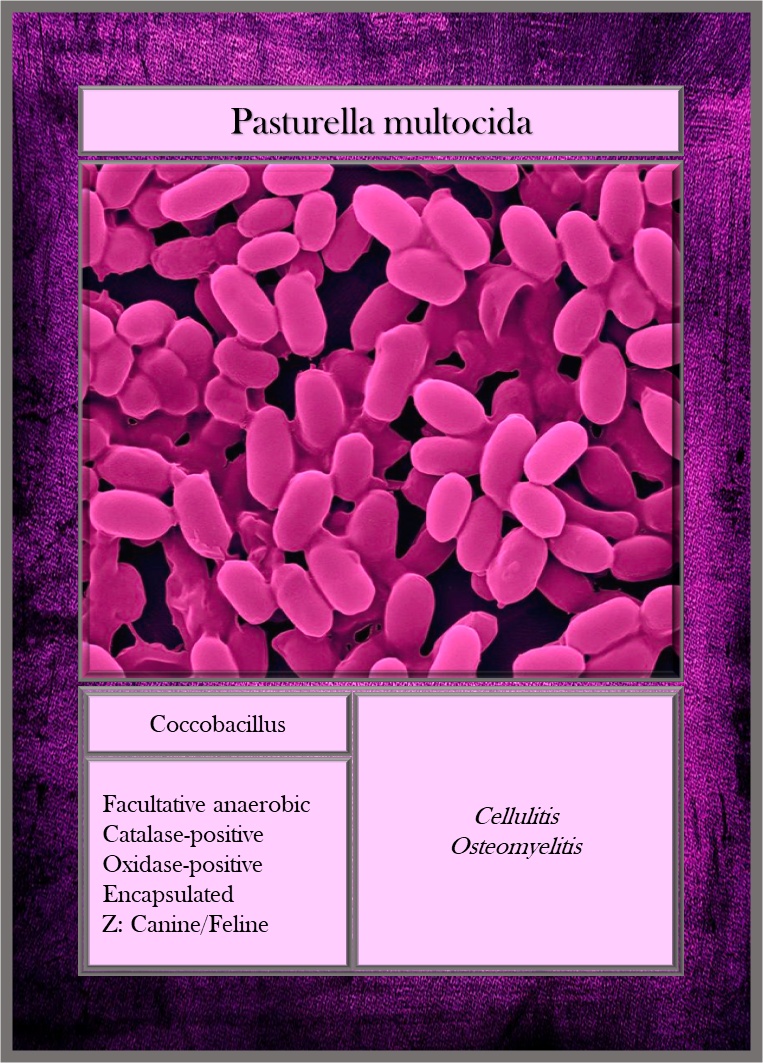 Pasturella multocida
Coccobacillus
Facultative anaerobic
Catalase-positive
Oxidase-positive
Encapsulated
Z: Canine/Feline
Cellulitis
Osteomyelitis